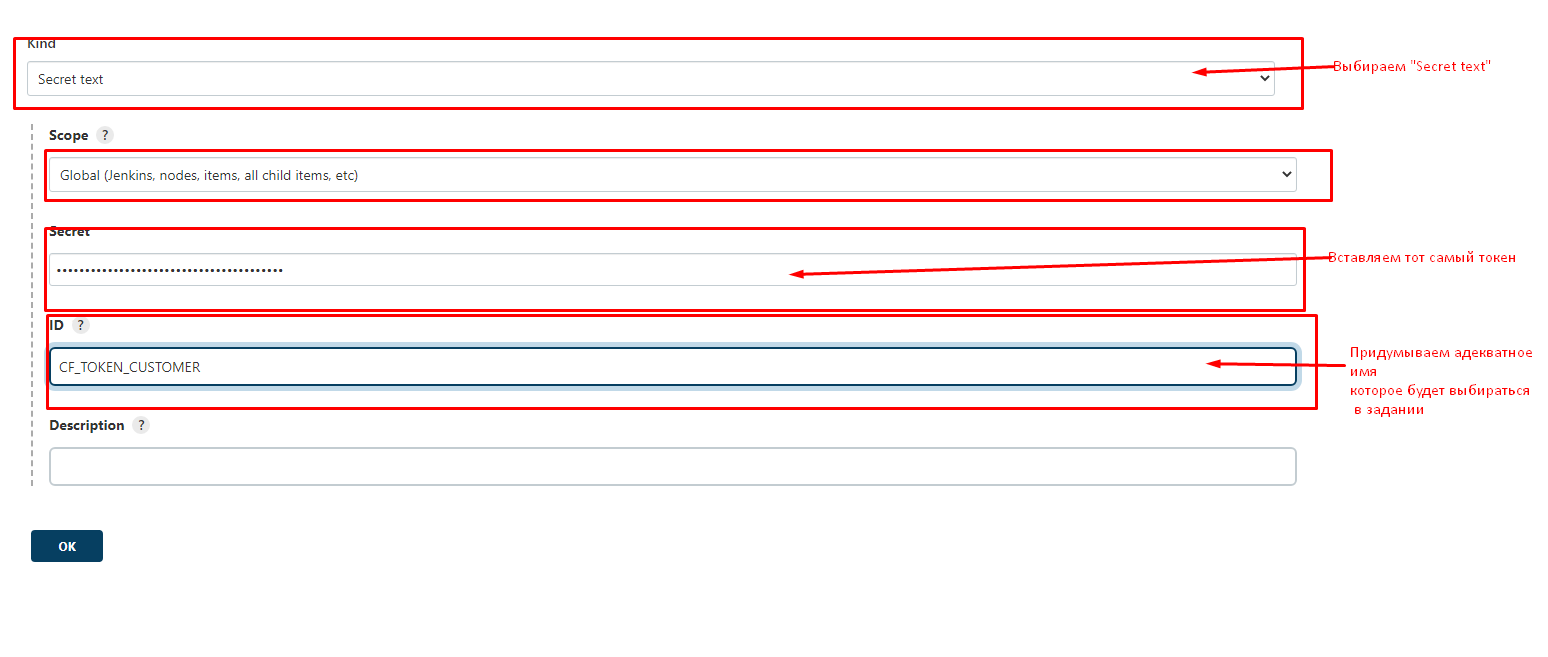 Kind
Secret text
Выбираем "Secret text"
Scope ?
Global (Jenkins, nodes, items, all child items, etc)
Secret
••••••••••••••••••••••••••••••••••••••••
Вставляем тот самый токен
ID ?
CF_TOKEN_CUSTOMER
Придумываем адекватное
имя
которое будет выбираться
в задании
Description ?
OK